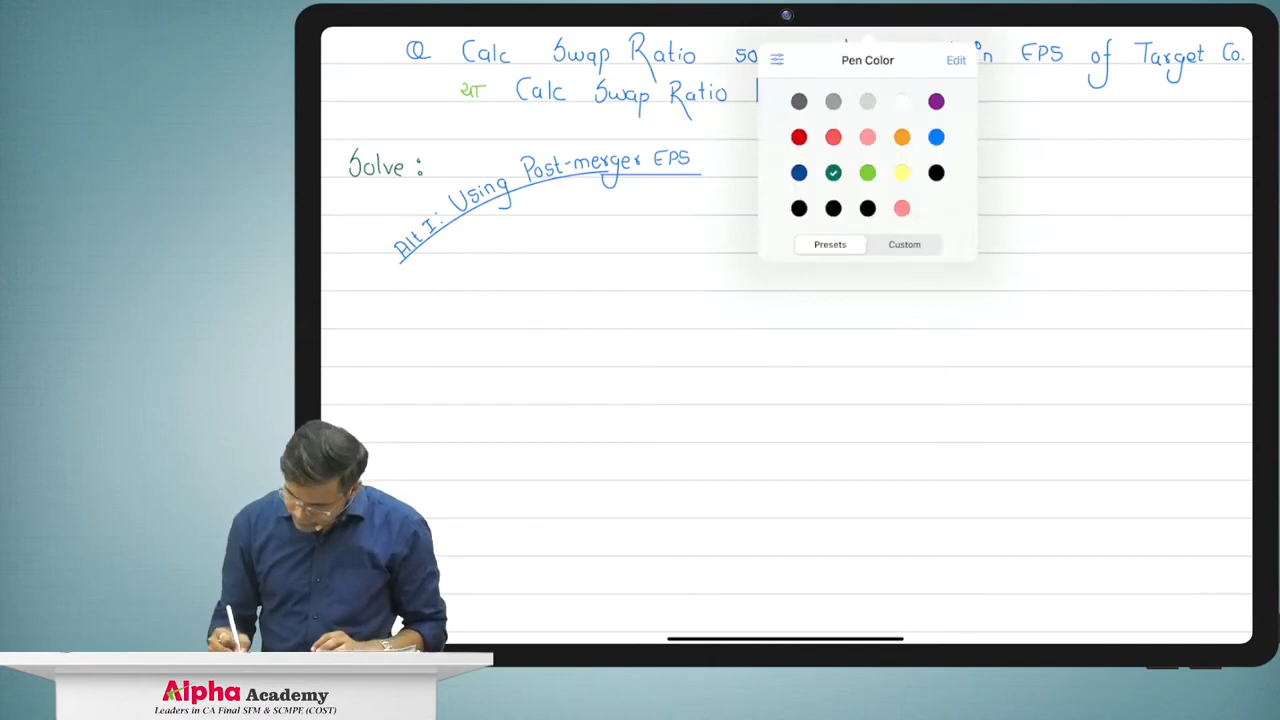 Q Calc Swap Ratio so n EPS of Target Co.
या Calc Swap Ratio
Pen Color
Edit
Solve :
Alt I: Using Post-merger EPS
Presets
Custom
Alpha Academy
Leaders in CA Final SFM & SCMPE (COST)